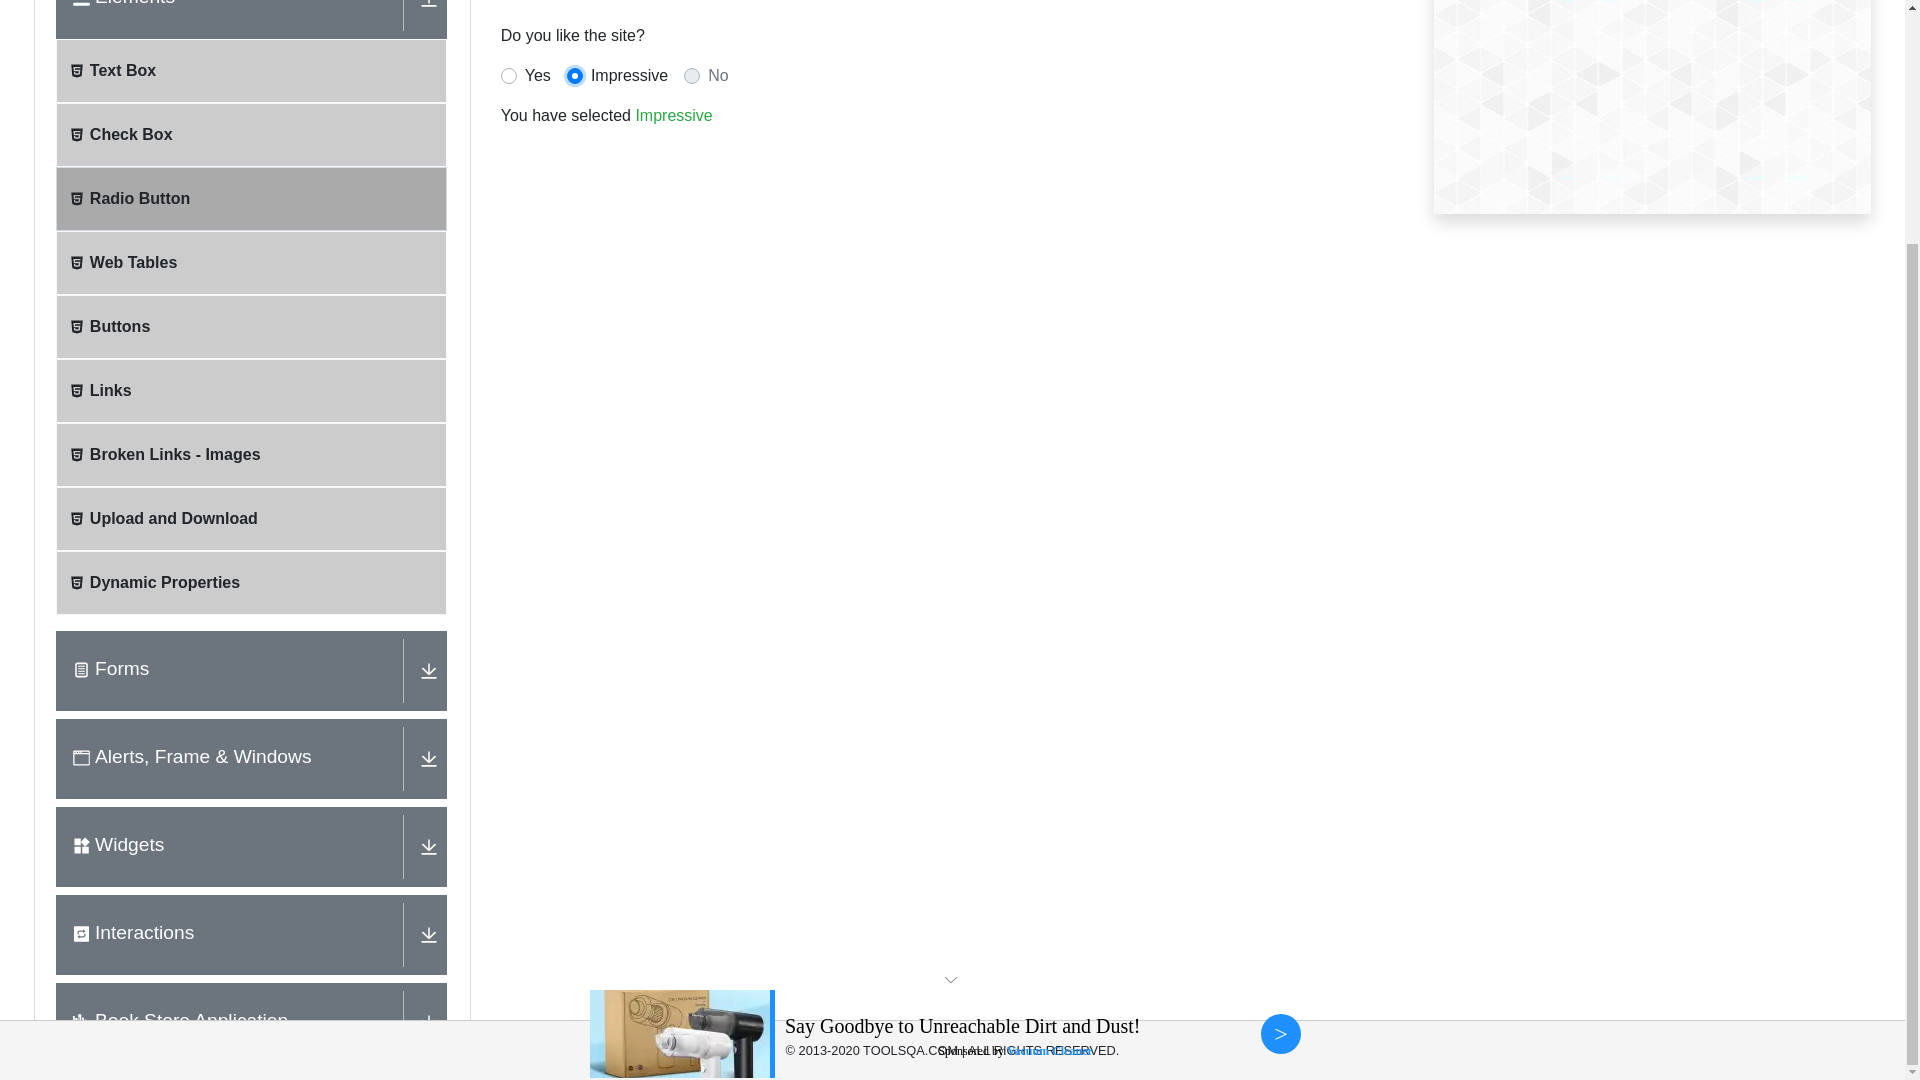 Elements
Text Box
Check Box
Radio Button
Web Tables
Buttons
Links
Broken Links - Images
Upload and Download
Dynamic Properties
Forms
Alerts, Frame & Windows
Widgets
Interactions
Book Store Application
Do you like the site?
Yes
Impressive
No
You have selected Impressive
Say Goodbye to Unreachable Dirt and Dust!
© 2013-2020 TOOLSQA.COM | ALL RIGHTS RESERVED.
Sponsored by
>